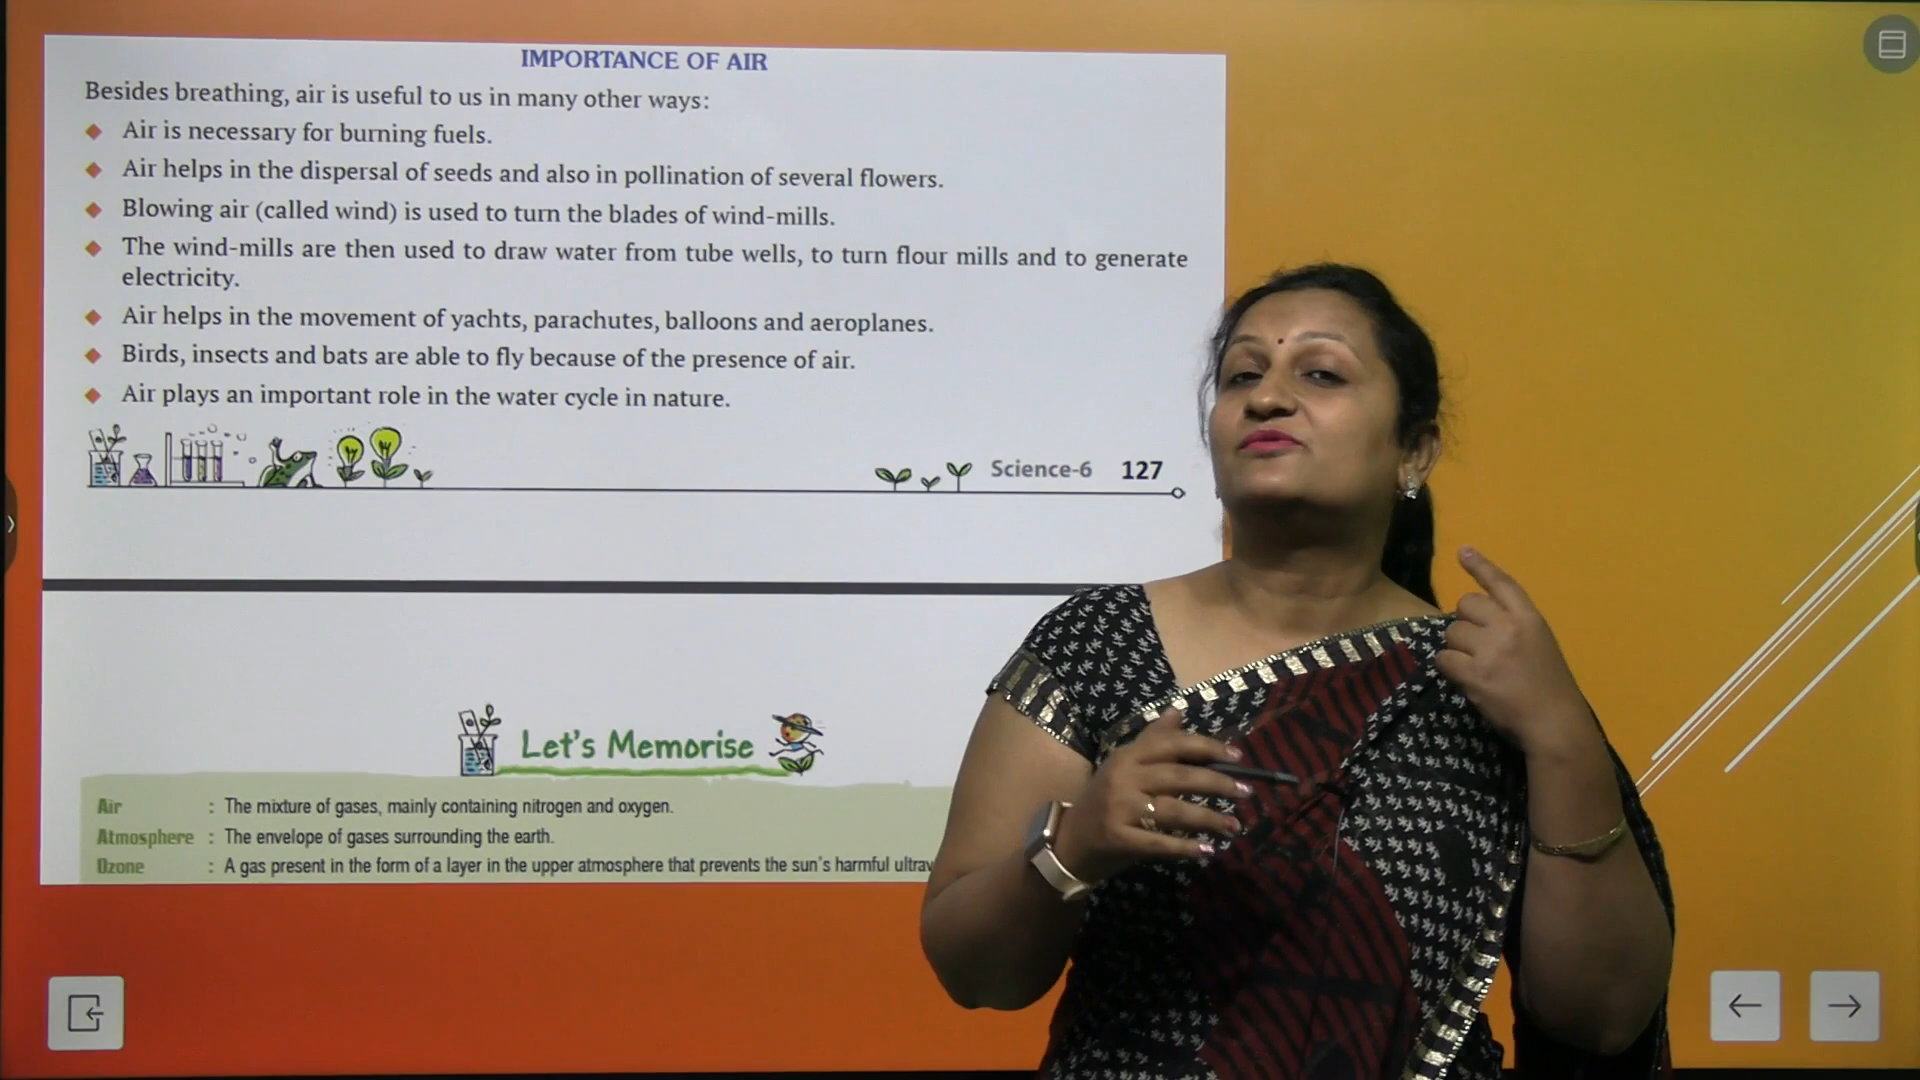 IMPORTANCE OF AIR
Besides breathing, air is useful to us in many other ways:
Air is necessary for burning fuels.
Air helps in the dispersal of seeds and also in pollination of several flowers.
Blowing air (called wind) is used to turn the blades of wind-mills.
The wind-mills are then used to draw water from tube wells, to turn flour mills and to generate
electricity.
Air helps in the movement of yachts, parachutes, balloons and aeroplanes.
Birds, insects and bats are able to fly because of the presence of air.
Air plays an important role in the water cycle in nature.
Science-6 127
Let's Memorise
Air : The mixture of gases, mainly containing nitrogen and oxygen.
Atmosphere : The envelope of gases surrounding the earth.
Ozone : A gas present in the form of a layer in the upper atmosphere that prevents the sun's harmful